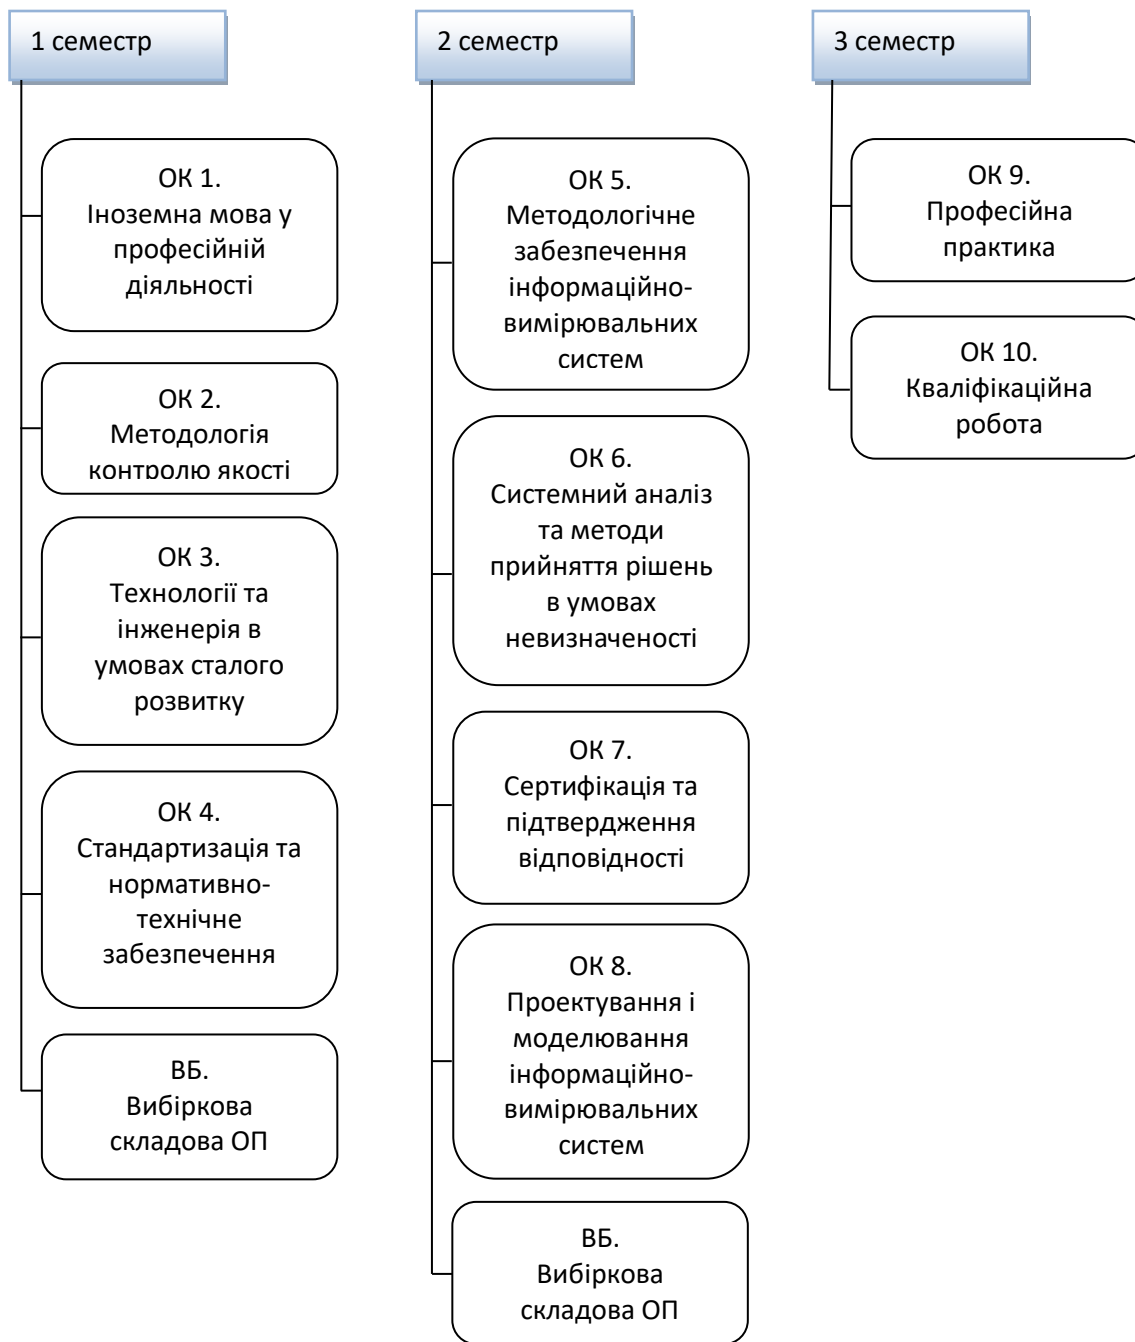 1 семестр
ОК 1.
Іноземна мова у
професійній
діяльності
ОК 2.
Методологія
контролю якості
ОК 3.
Технології та
інженерія в
умовах сталого
розвитку
ОК 4.
Стандартизація та
нормативно-
технічне
забезпечення
ВБ.
Вибіркова
складова ОП
2 семестр
ОК 5.
Методологічне
забезпечення
інформаційно-
вимірювальних
систем
ОК 6.
Системний аналіз
та методи
прийняття рішень
в умовах
невизначеності
ОК 7.
Сертифікація та
підтвердження
відповідності
ОК 8.
Проектування і
моделювання
інформаційно-
вимірювальних
систем
ВБ.
Вибіркова
складова ОП
3 семестр
ОК 9.
Професійна
практика
ОК 10.
Кваліфікаційна
робота